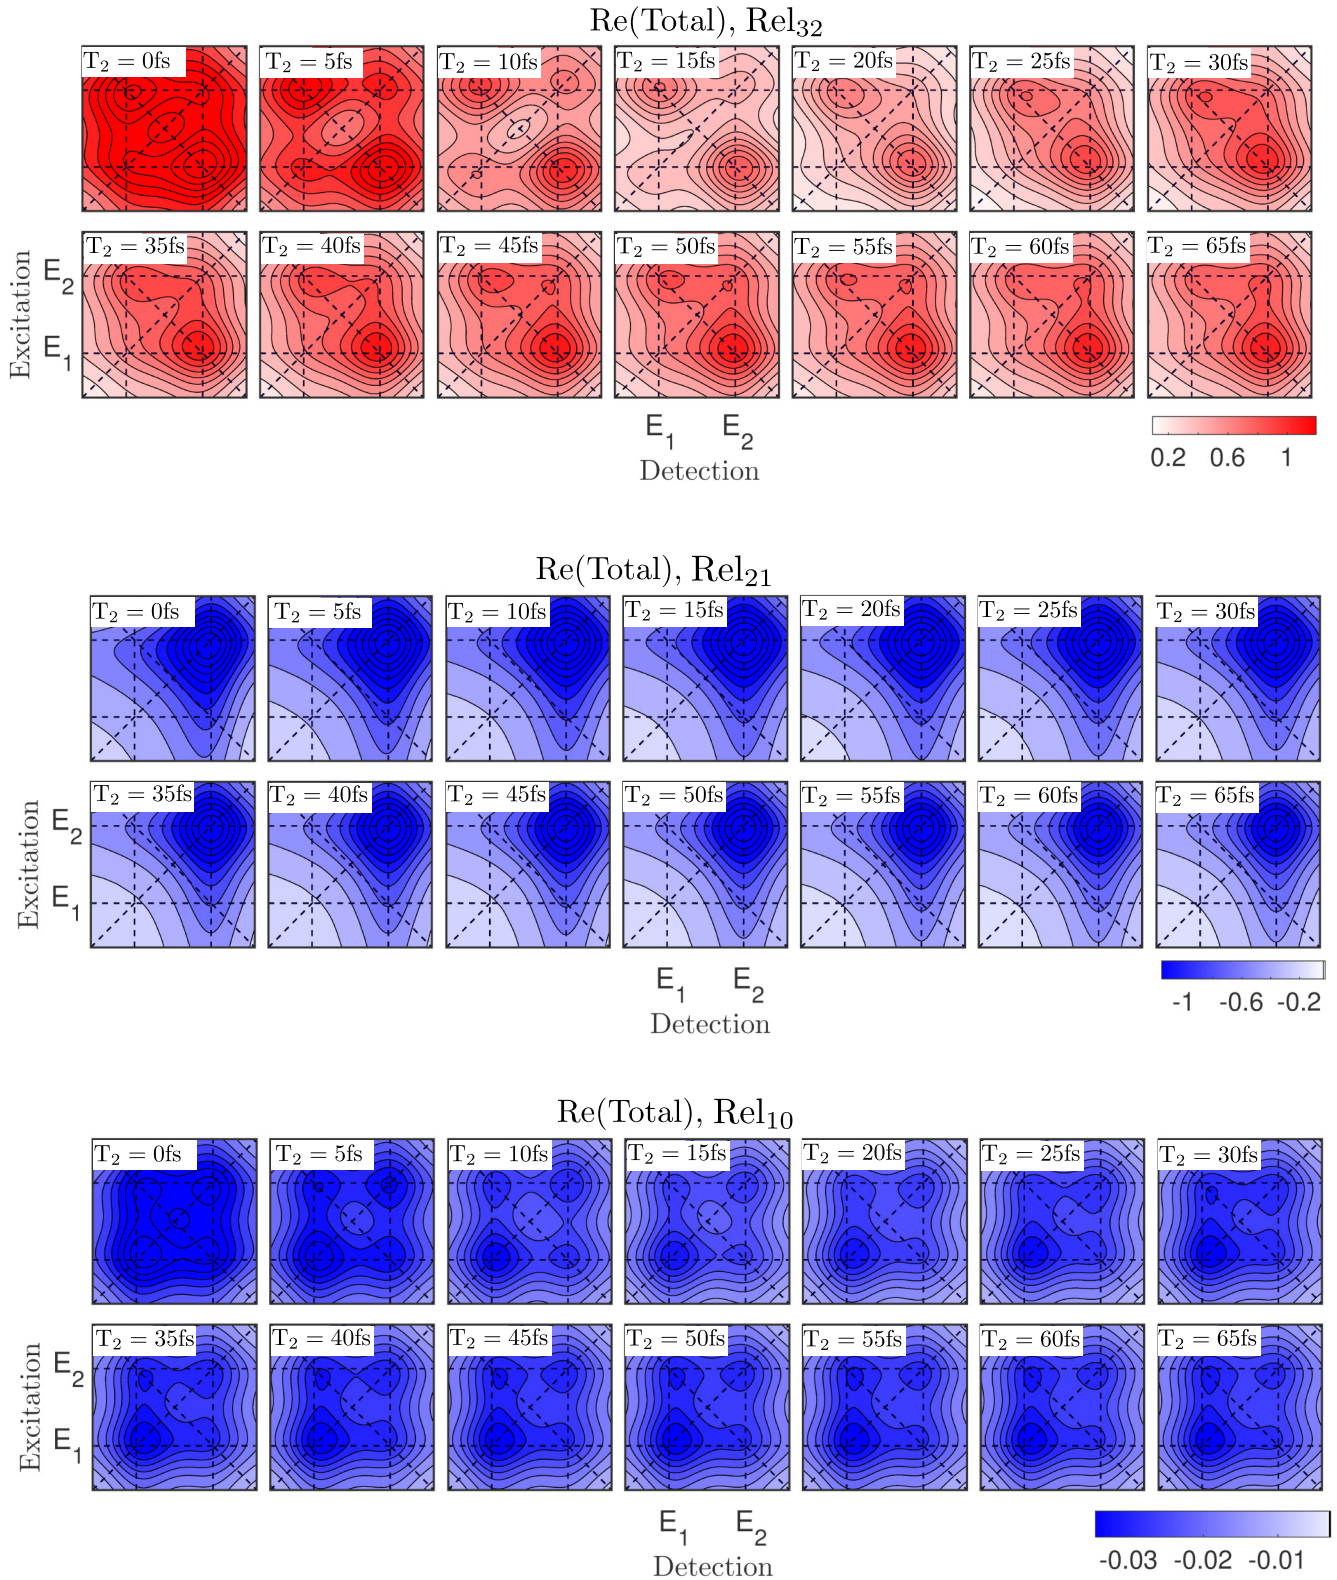 Re(Total), Rel32
T2 = 0fs T2 = 5fs T2 = 10fs T2 = 15fs T2 = 20fs T2 = 25fs T2 = 30fs
T2 = 35fs T2 = 40fs T2 = 45fs T2 = 50fs T2 = 55fs T2 = 60fs T2 = 65fs
Excitation
E2
E1
E1 E2
Detection
0.2 0.6 1
Re(Total), Rel21
T2 = 0fs T2 = 5fs T2 = 10fs T2 = 15fs T2 = 20fs T2 = 25fs T2 = 30fs
T2 = 35fs T2 = 40fs T2 = 45fs T2 = 50fs T2 = 55fs T2 = 60fs T2 = 65fs
Excitation
E2
E1
E1 E2
Detection
-1 -0.6 -0.2
Re(Total), Rel10
T2 = 0fs T2 = 5fs T2 = 10fs T2 = 15fs T2 = 20fs T2 = 25fs T2 = 30fs
T2 = 35fs T2 = 40fs T2 = 45fs T2 = 50fs T2 = 55fs T2 = 60fs T2 = 65fs
Excitation
E2
E1
E1 E2
Detection
-0.03 -0.02 -0.01